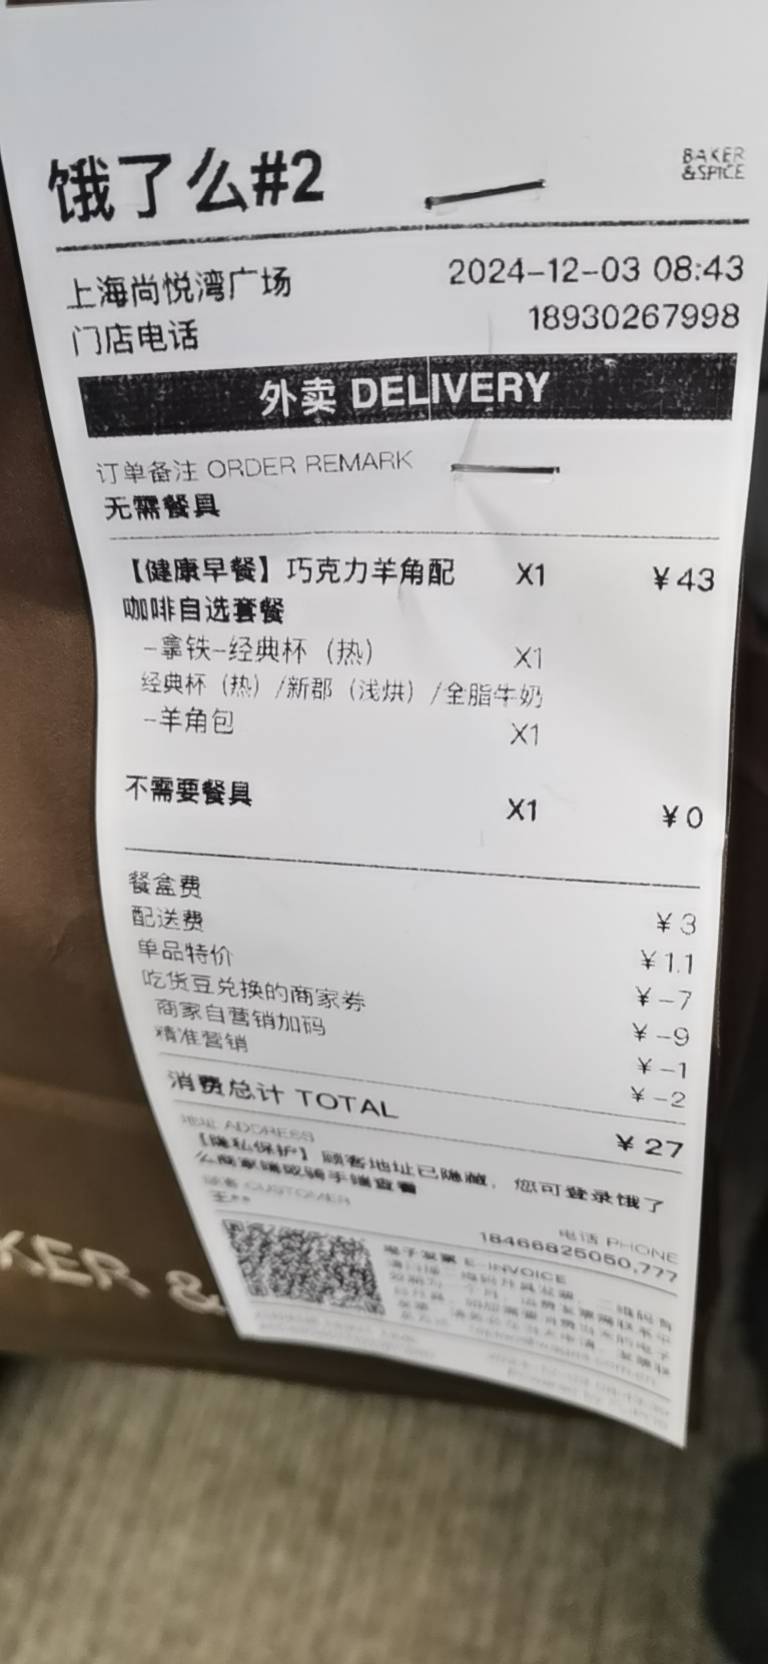 饿了么#2
BAKER
&SPICE
上海尚悦湾广场 2024-12-03 08:43
门店电话 18930267998
外卖 DELIVERY
订单备注 ORDER REMARK
无需餐具
【健康早餐】巧克力羊角配 X1 ¥43
咖啡自选套餐
-拿铁-经典杯（热） X1
经典杯（热）/新郡（浅烘）/全脂牛奶
-羊角包 X1
不需要餐具 X1 ¥0
餐盒费 ¥3
配送费 ¥1.1
单品特价 ¥-7
吃货豆兑换的商家券 ¥-9
商家自营销加码 ¥-1
精准营销 ¥-2
消费总计 TOTAL ¥27
地址 ADDRESS
【隐私保护】顾客地址已隐藏，您可登录饿了
么商家端或骑手端查看
顾客 CUSTOMER 电话 PHONE
王** 18466825050,777
电子发票 E-INVOICE
KER &